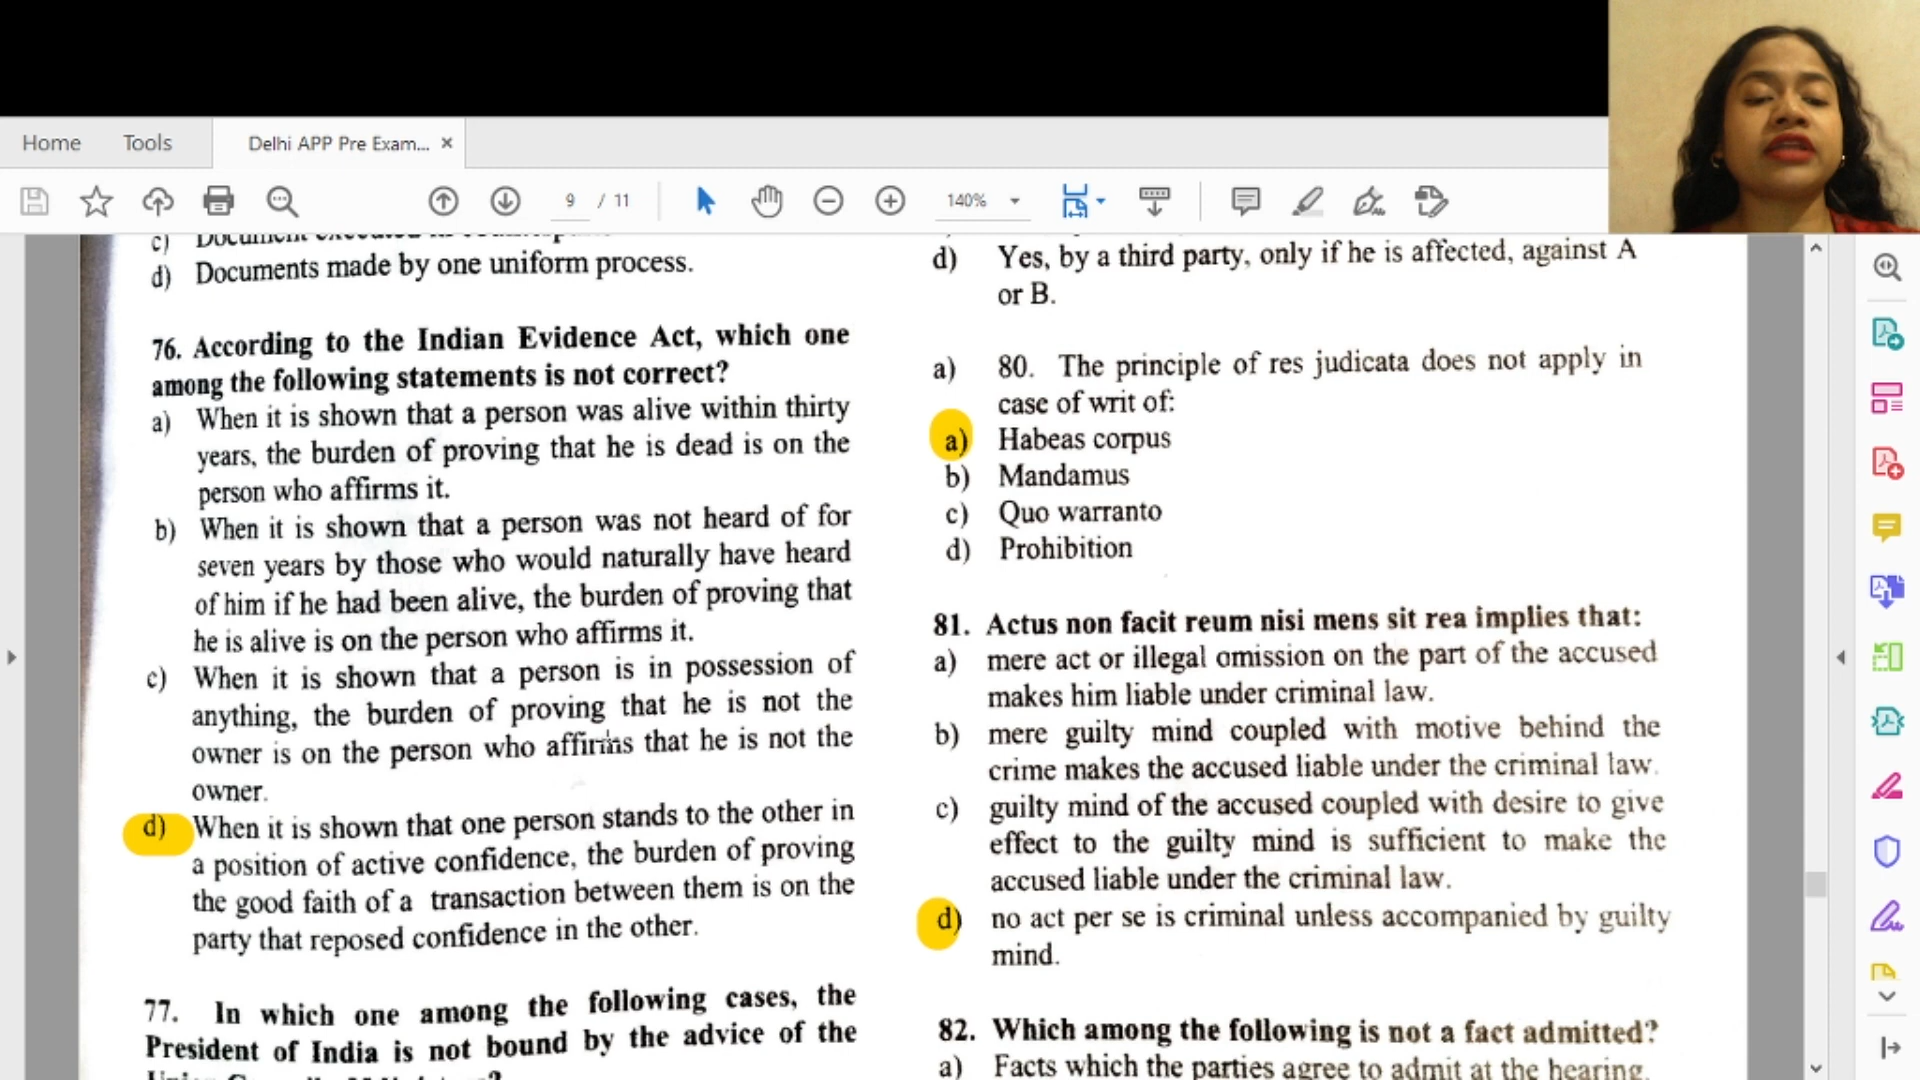 Home Tools Delhi APP Pre Exam... ×
9 / 11 140%
d) Documents made by one uniform process.
76. According to the Indian Evidence Act, which one
among the following statements is not correct?
a) When it is shown that a person was alive within thirty
years, the burden of proving that he is dead is on the
person who affirms it.
b) When it is shown that a person was not heard of for
seven years by those who would naturally have heard
of him if he had been alive, the burden of proving that
he is alive is on the person who affirms it.
c) When it is shown that a person is in possession of
anything, the burden of proving that he is not the
owner is on the person who affirms that he is not the
owner.
d) When it is shown that one person stands to the other in
a position of active confidence, the burden of proving
the good faith of a transaction between them is on the
party that reposed confidence in the other.
77. In which one among the following cases, the
President of India is not bound by the advice of the
d) Yes, by a third party, only if he is affected, against A
or B.
a) 80. The principle of res judicata does not apply in
case of writ of:
a) Habeas corpus
b) Mandamus
c) Quo warranto
d) Prohibition
81. Actus non facit reum nisi mens sit rea implies that:
a) mere act or illegal omission on the part of the accused
makes him liable under criminal law.
b) mere guilty mind coupled with motive behind the
crime makes the accused liable under the criminal law.
c) guilty mind of the accused coupled with desire to give
effect to the guilty mind is sufficient to make the
accused liable under the criminal law.
d) no act per se is criminal unless accompanied by guilty
mind.
82. Which among the following is not a fact admitted?
a) Facts which the parties agree to admit at the hearing.